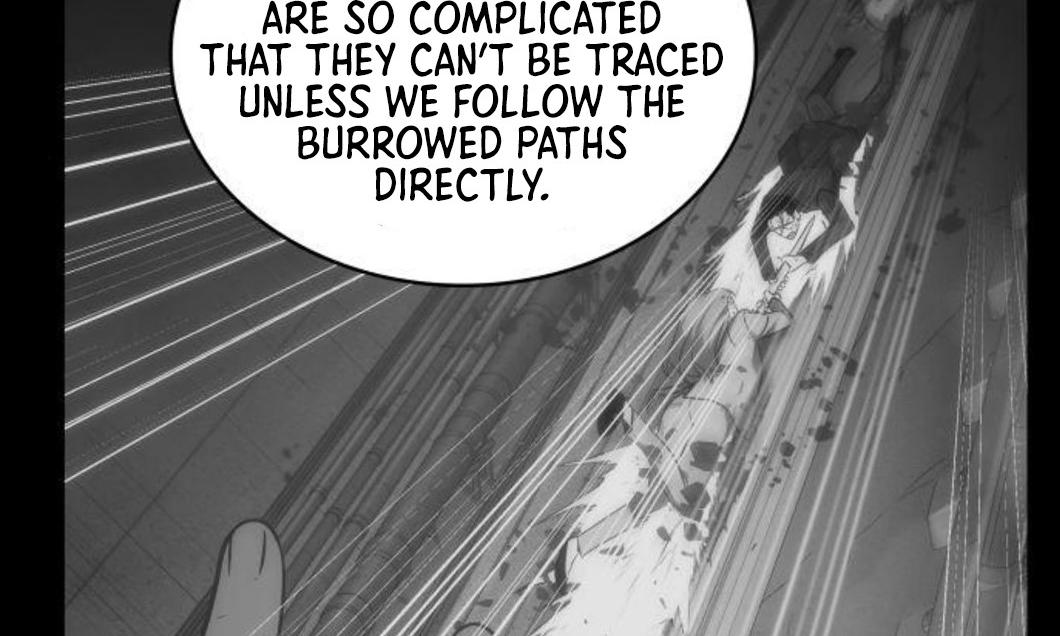 ARE SO COMPLICATED
THAT THEY CAN'T BE TRACED
UNLESS WE FOLLOW THE
BURROWED PATHS
DIRECTLY.